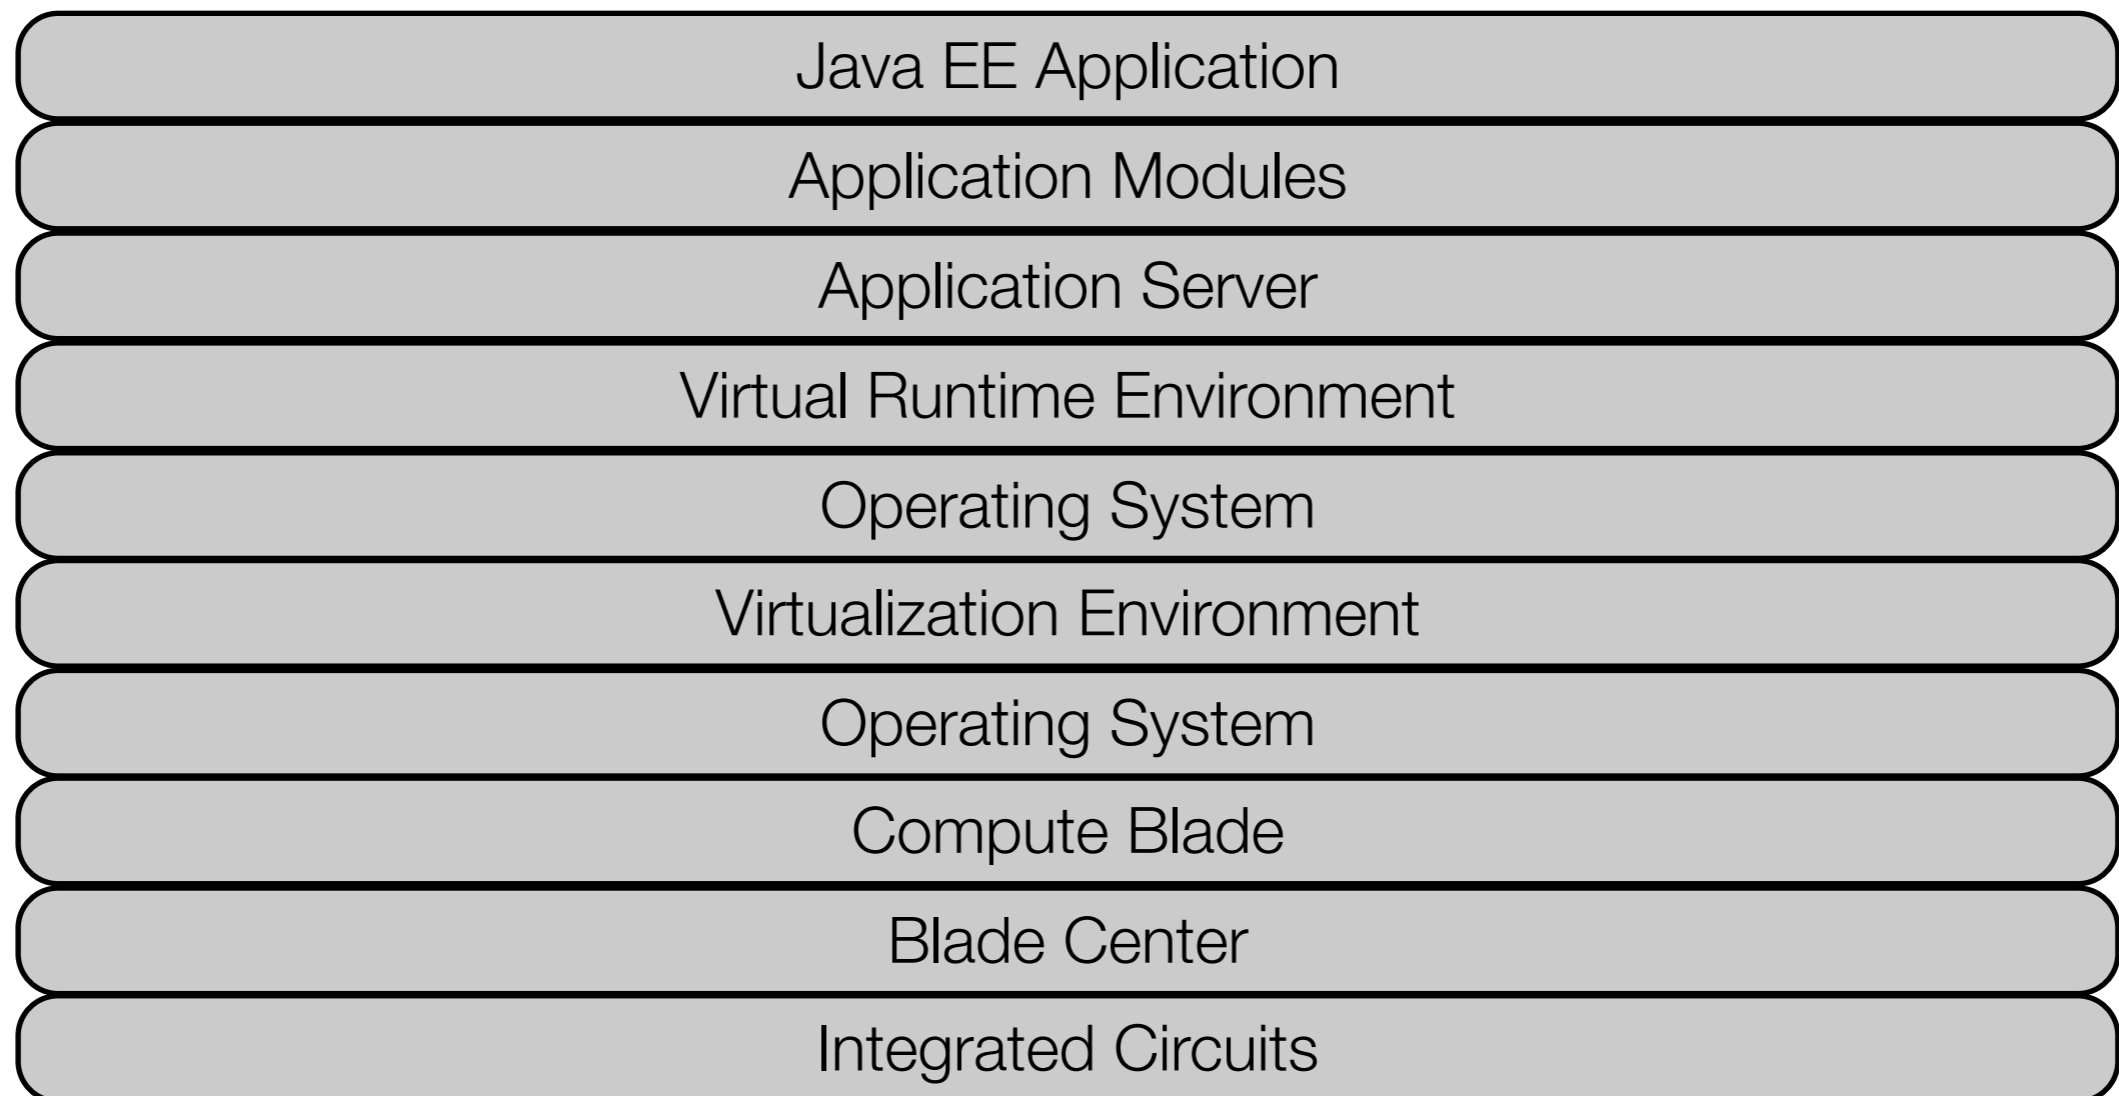 Java EE Application
Application Modules
Application Server
Virtual Runtime Environment
Operating System
Virtualization Environment
Operating System
Compute Blade
Blade Center
Integrated Circuits